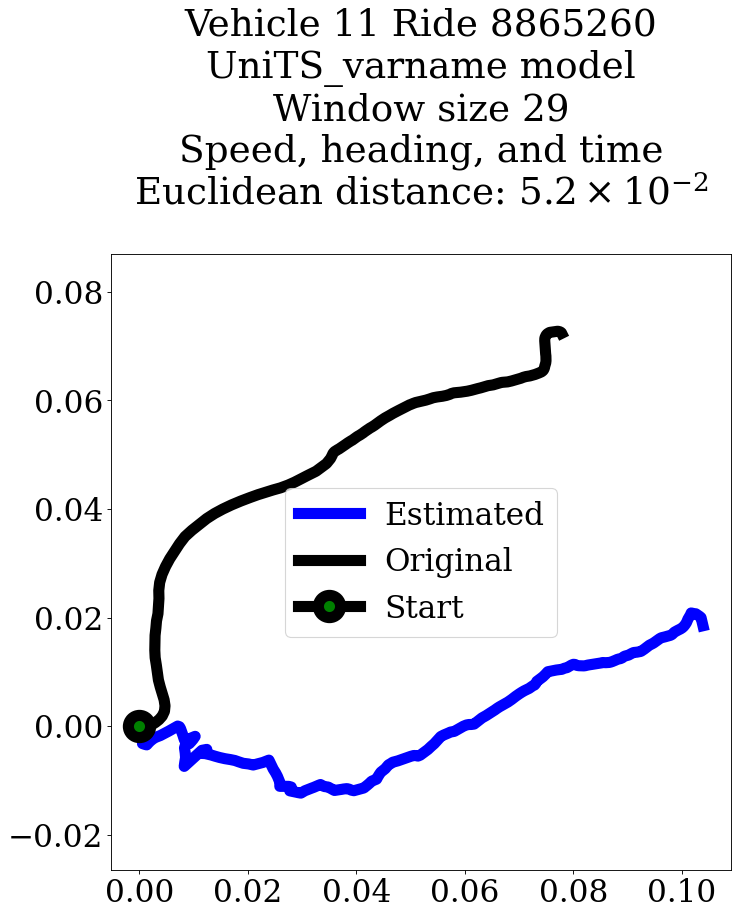 Vehicle 11 Ride 8865260
UniTS_varname model
Window size 29
Speed, heading, and time
Euclidean distance: 5.2 × 10⁻²
0.08
0.06
0.04
0.02
0.00
−0.02
Estimated
Original
Start
0.00 0.02 0.04 0.06 0.08 0.10